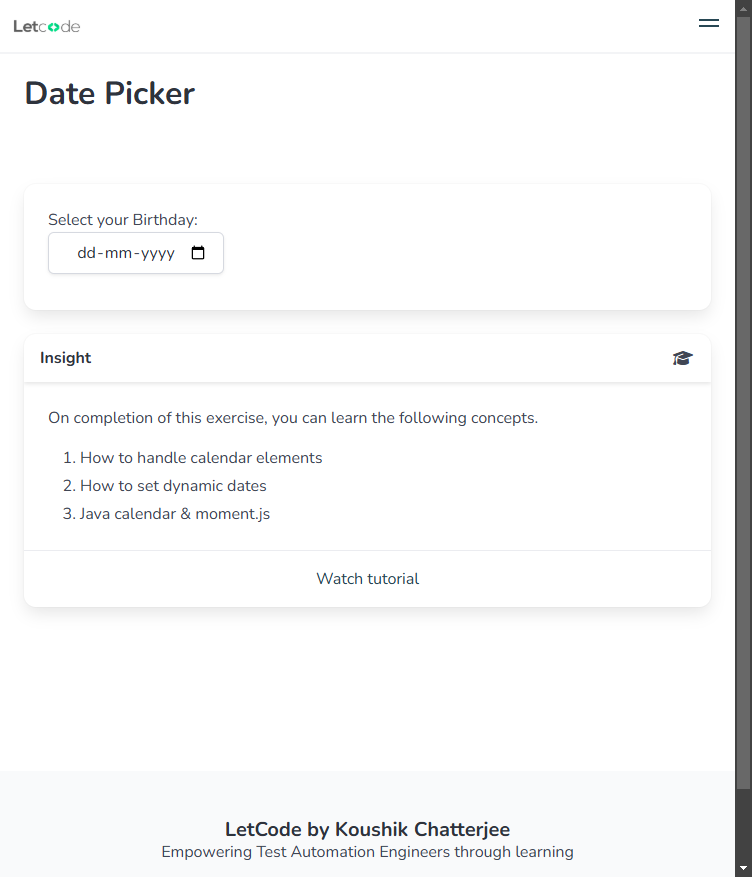 Letcode
Date Picker
Select your Birthday:
dd-mm-yyyy
Insight
On completion of this exercise, you can learn the following concepts.
1. How to handle calendar elements
2. How to set dynamic dates
3. Java calendar & moment.js
Watch tutorial
LetCode by Koushik Chatterjee
Empowering Test Automation Engineers through learning